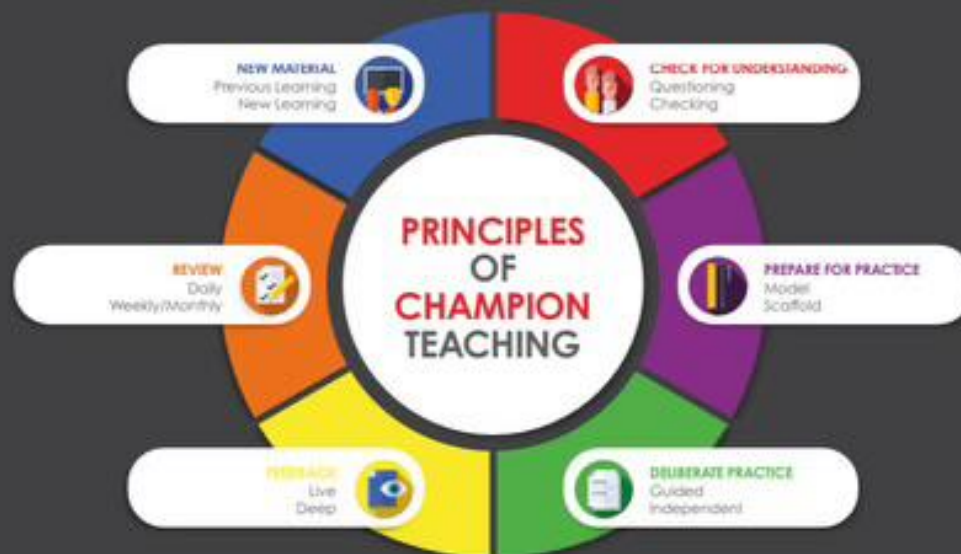 NEW MATERIAL
Previous Learning
New Learning
CHECK FOR UNDERSTANDING
Questioning
Checking
REVIEW
Daily
Weekly/Monthly
PRINCIPLES
OF
CHAMPION
TEACHING
PREPARE FOR PRACTICE
Model
Scaffold
FEEDBACK
Live
Deep
DELIBERATE PRACTICE
Guided
Independent